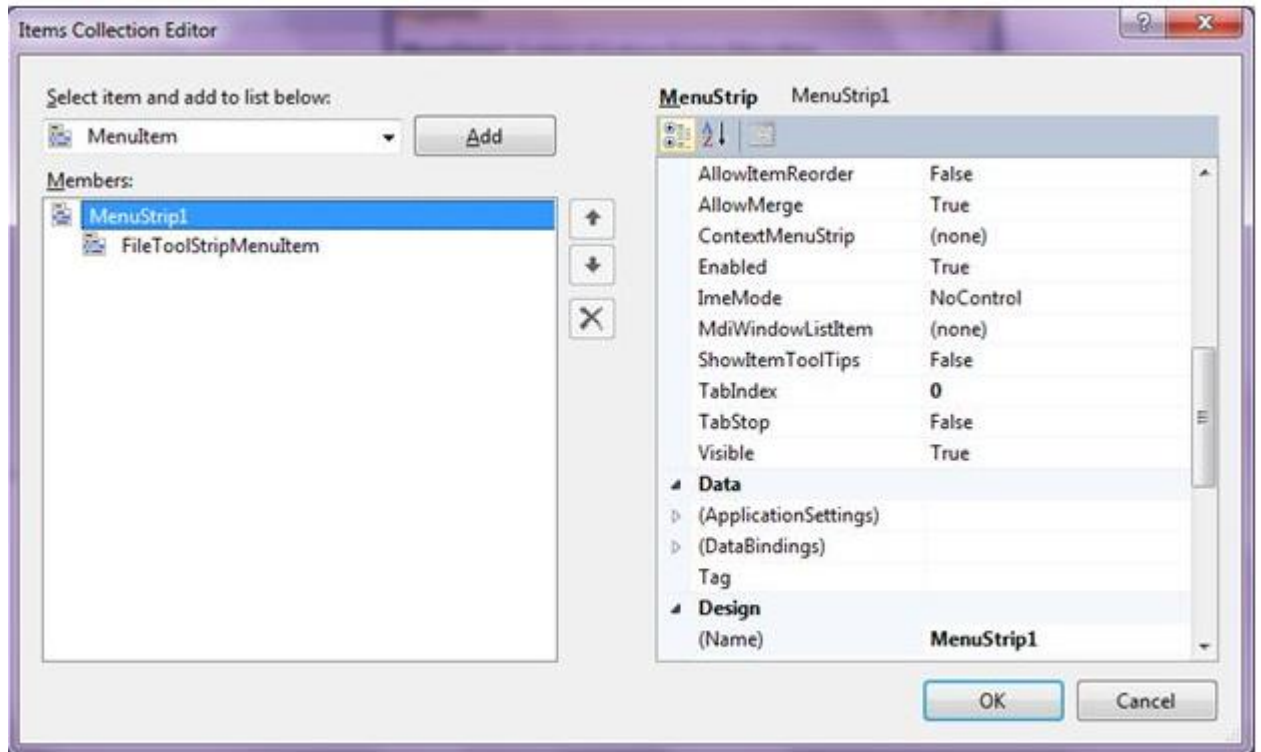 Items Collection Editor
Select item and add to list below:
MenuItem
Add
Members:
MenuStrip1
FileToolStripMenuItem
MenuStrip MenuStrip1
AllowItemReorder False
AllowMerge True
ContextMenuStrip (none)
Enabled True
ImeMode NoControl
MdiWindowListItem (none)
ShowItemToolTips False
TabIndex 0
TabStop False
Visible True
Data
(ApplicationSettings)
(DataBindings)
Tag
Design
(Name) MenuStrip1
OK
Cancel